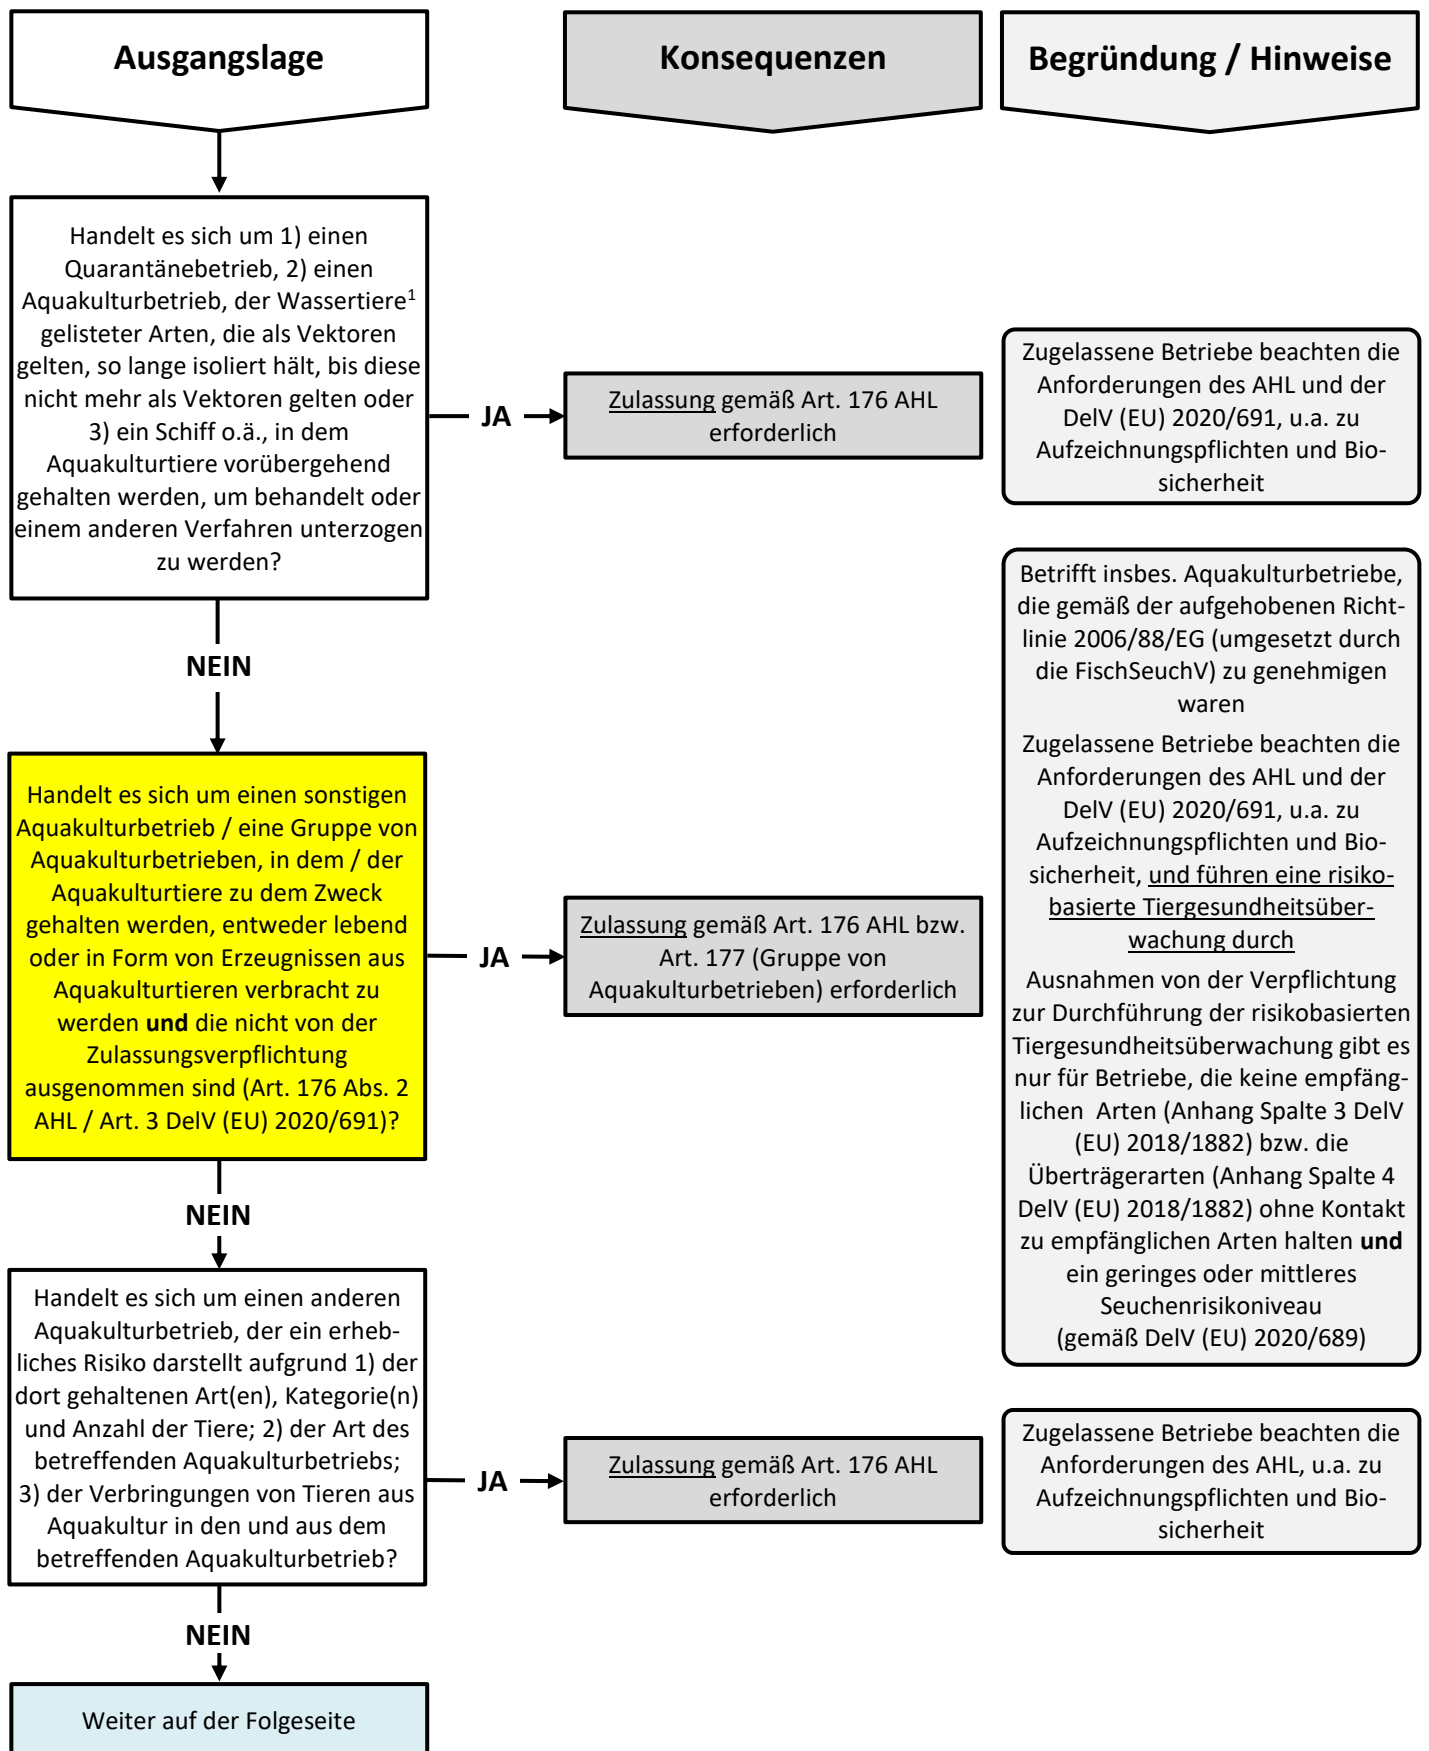 Ausgangslage
Konsequenzen
Begründung / Hinweise
Handelt es sich um 1) einen
Quarantänebetrieb, 2) einen
Aquakulturbetrieb, der Wassertiere¹
gelisteter Arten, die als Vektoren
gelten, so lange isoliert hält, bis diese
nicht mehr als Vektoren gelten oder
3) ein Schiff o.ä., in dem
Aquakulturtiere vorübergehend
gehalten werden, um behandelt oder
einem anderen Verfahren unterzogen
zu werden?
JA
Zulassung gemäß Art. 176 AHL
erforderlich
Zugelassene Betriebe beachten die
Anforderungen des AHL und der
DelV (EU) 2020/691, u.a. zu
Aufzeichnungspflichten und Bio-
sicherheit
NEIN
Handelt es sich um einen sonstigen
Aquakulturbetrieb / eine Gruppe von
Aquakulturbetrieben, in dem / der
Aquakulturtiere zu dem Zweck
gehalten werden, entweder lebend
oder in Form von Erzeugnissen aus
Aquakulturtieren verbracht zu
werden und die nicht von der
Zulassungsverpflichtung
ausgenommen sind (Art. 176 Abs. 2
AHL / Art. 3 DelV (EU) 2020/691)?
JA
Zulassung gemäß Art. 176 AHL bzw.
Art. 177 (Gruppe von
Aquakulturbetrieben) erforderlich
Betrifft insbes. Aquakulturbetriebe,
die gemäß der aufgehobenen Richt-
linie 2006/88/EG (umgesetzt durch
die FischSeuchV) zu genehmigen
waren
Zugelassene Betriebe beachten die
Anforderungen des AHL und der
DelV (EU) 2020/691, u.a. zu
Aufzeichnungspflichten und Bio-
sicherheit, und führen eine risiko-
basierte Tiergesundheitsüber-
wachung durch
Ausnahmen von der Verpflichtung
zur Durchführung der risikobasierten
Tiergesundheitsüberwachung gibt es
nur für Betriebe, die keine empfäng-
lichen Arten (Anhang Spalte 3 DelV
(EU) 2018/1882) bzw. die
Überträgerarten (Anhang Spalte 4
DelV (EU) 2018/1882) ohne Kontakt
zu empfänglichen Arten halten und
ein geringes oder mittleres
Seuchenrisikoniveau
(gemäß DelV (EU) 2020/689)
NEIN
Handelt es sich um einen anderen
Aquakulturbetrieb, der ein erheb-
liches Risiko darstellt aufgrund 1) der
dort gehaltenen Art(en), Kategorie(n)
und Anzahl der Tiere; 2) der Art des
betreffenden Aquakulturbetriebs;
3) der Verbringungen von Tieren aus
Aquakultur in den und aus dem
betreffenden Aquakulturbetrieb?
JA
Zulassung gemäß Art. 176 AHL
erforderlich
Zugelassene Betriebe beachten die
Anforderungen des AHL, u.a. zu
Aufzeichnungspflichten und Bio-
sicherheit
NEIN
Weiter auf der Folgeseite